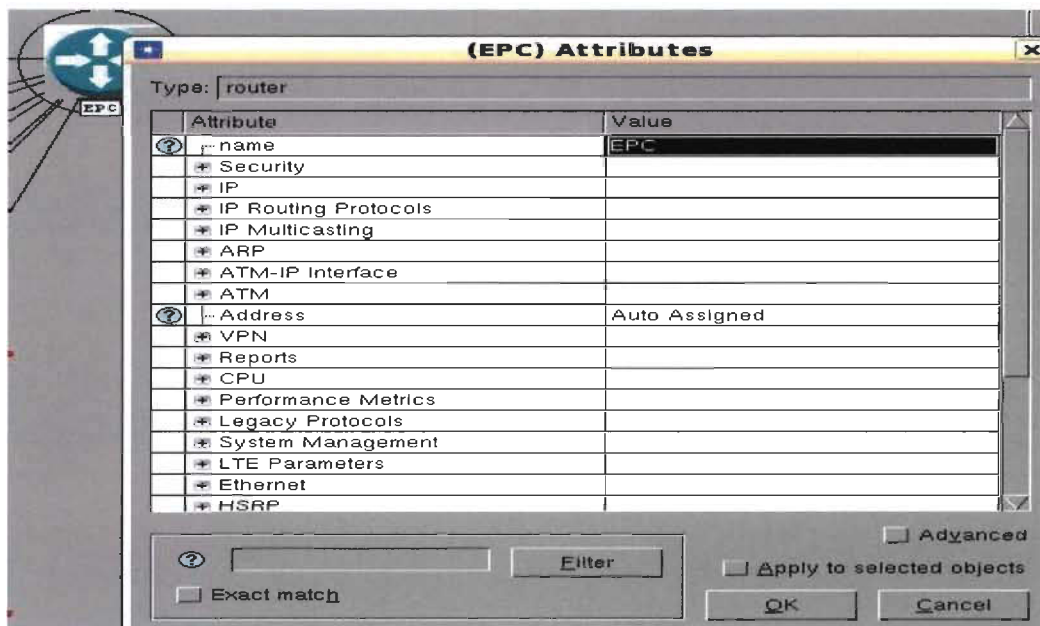 (EPC) Attributes
Type: router
EPC
Attribute Value
name EPC
Security
IP
IP Routing Protocols
IP Multicasting
ARP
ATM-IP Interface
ATM
Address Auto Assigned
VPN
Reports
CPU
Performance Metrics
Legacy Protocols
System Management
LTE Parameters
Ethernet
HSRP
Advanced
Filter
Apply to selected objects
Exact match
OK Cancel